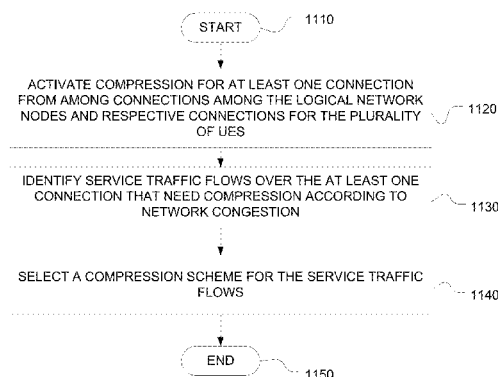 START
1110
ACTIVATE COMPRESSION FOR AT LEAST ONE CONNECTION
FROM AMONG CONNECTIONS AMONG THE LOGICAL NETWORK
NODES AND RESPECTIVE CONNECTIONS FOR THE PLURALITY
OF UES
1120
IDENTIFY SERVICE TRAFFIC FLOWS OVER THE AT LEAST ONE
CONNECTION THAT NEED COMPRESSION ACCORDING TO
NETWORK CONGESTION
1130
SELECT A COMPRESSION SCHEME FOR THE SERVICE TRAFFIC
FLOWS
1140
END
1150